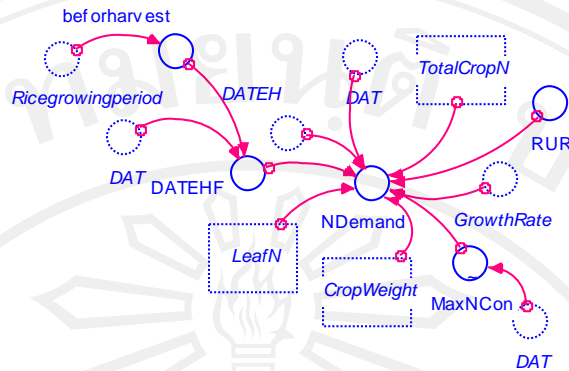 beforharvest
Ricegrowingperiod
DATEH
DAT
TotalCropN
RUR
DAT
DATEHF
NDemand
GrowthRate
LeafN
CropWeight
~
MaxNCon
DAT